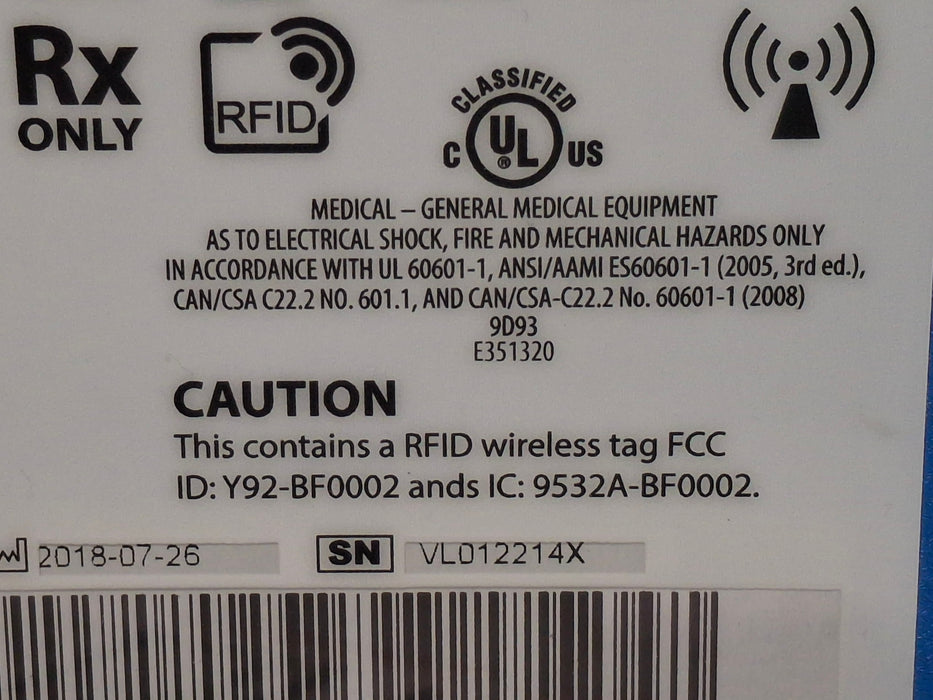 Rx
ONLY
RFID
CLASSIFIED
C UL® US
MEDICAL – GENERAL MEDICAL EQUIPMENT
AS TO ELECTRICAL SHOCK, FIRE AND MECHANICAL HAZARDS ONLY
IN ACCORDANCE WITH UL 60601-1, ANSI/AAMI ES60601-1 (2005, 3rd ed.),
CAN/CSA C22.2 NO. 601.1, AND CAN/CSA-C22.2 No. 60601-1 (2008)
9D93
E351320
CAUTION
This contains a RFID wireless tag FCC
ID: Y92-BF0002 ands IC: 9532A-BF0002.
2018-07-26
SN VL012214X